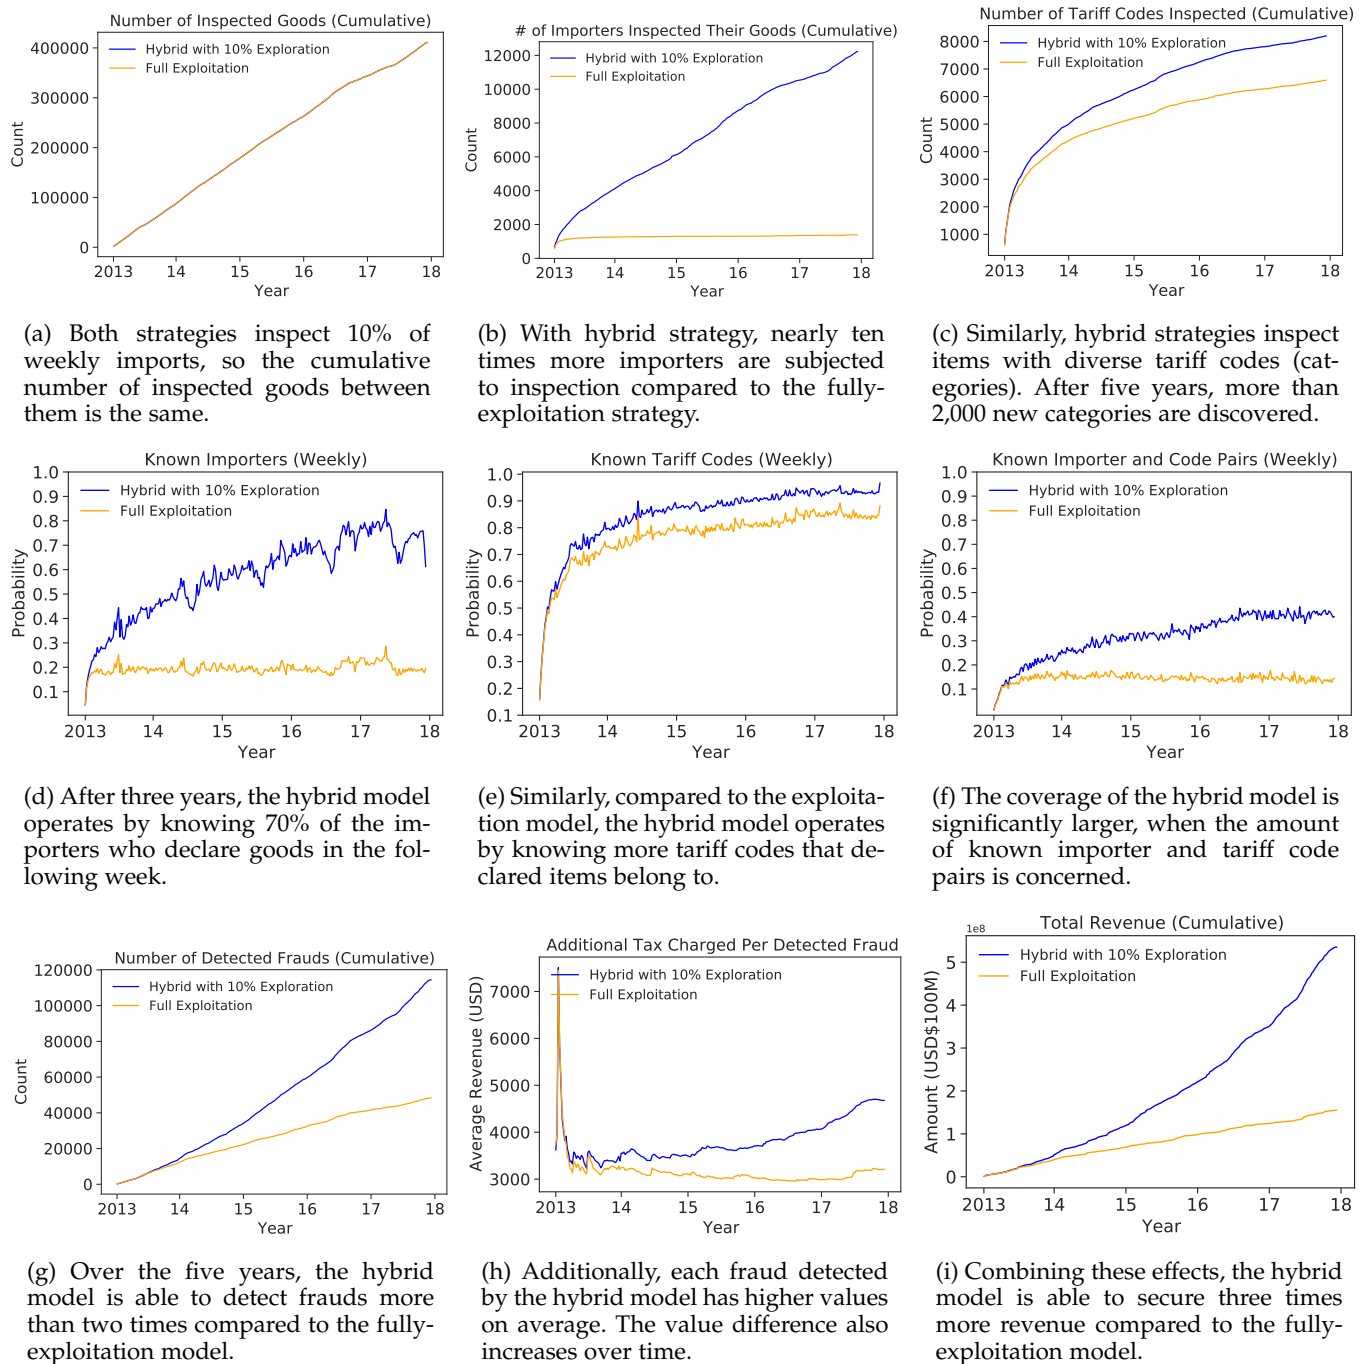 Number of Inspected Goods (Cumulative)
Hybrid with 10% Exploration
Full Exploitation
Count
400000
300000
200000
100000
0
2013 14 15 16 17 18
Year
(a) Both strategies inspect 10% of
weekly imports, so the cumulative
number of inspected goods between
them is the same.
# of Importers Inspected Their Goods (Cumulative)
Hybrid with 10% Exploration
Full Exploitation
Count
12000
10000
8000
6000
4000
2000
0
2013 14 15 16 17 18
Year
(b) With hybrid strategy, nearly ten
times more importers are subjected
to inspection compared to the fully-
exploitation strategy.
Number of Tariff Codes Inspected (Cumulative)
Hybrid with 10% Exploration
Full Exploitation
Count
8000
7000
6000
5000
4000
3000
2000
1000
2013 14 15 16 17 18
Year
(c) Similarly, hybrid strategies inspect
items with diverse tariff codes (cat-
egories). After five years, more than
2,000 new categories are discovered.
Known Importers (Weekly)
Hybrid with 10% Exploration
Full Exploitation
Probability
1.0
0.9
0.8
0.7
0.6
0.5
0.4
0.3
0.2
0.1
2013 14 15 16 17 18
Year
(d) After three years, the hybrid model
operates by knowing 70% of the im-
porters who declare goods in the fol-
lowing week.
Known Tariff Codes (Weekly)
Hybrid with 10% Exploration
Full Exploitation
Probability
1.0
0.9
0.8
0.7
0.6
0.5
0.4
0.3
0.2
0.1
2013 14 15 16 17 18
Year
(e) Similarly, compared to the exploita-
tion model, the hybrid model operates
by knowing more tariff codes that de-
clared items belong to.
Known Importer and Code Pairs (Weekly)
Hybrid with 10% Exploration
Full Exploitation
Probability
1.0
0.9
0.8
0.7
0.6
0.5
0.4
0.3
0.2
0.1
2013 14 15 16 17 18
Year
(f) The coverage of the hybrid model is
significantly larger, when the amount
of known importer and tariff code
pairs is concerned.
Number of Detected Frauds (Cumulative)
Hybrid with 10% Exploration
Full Exploitation
Count
120000
100000
80000
60000
40000
20000
0
2013 14 15 16 17 18
Year
(g) Over the five years, the hybrid
model is able to detect frauds more
than two times compared to the fully-
exploitation model.
Additional Tax Charged Per Detected Fraud
Hybrid with 10% Exploration
Full Exploitation
Average Revenue (USD)
7000
6000
5000
4000
3000
2013 14 15 16 17 18
Year
(h) Additionally, each fraud detected
by the hybrid model has higher values
on average. The value difference also
increases over time.
Total Revenue (Cumulative)
1e8
Hybrid with 10% Exploration
Full Exploitation
Amount (USD$100M)
5
4
3
2
1
0
2013 14 15 16 17 18
Year
(i) Combining these effects, the hybrid
model is able to secure three times
more revenue compared to the fully-
exploitation model.